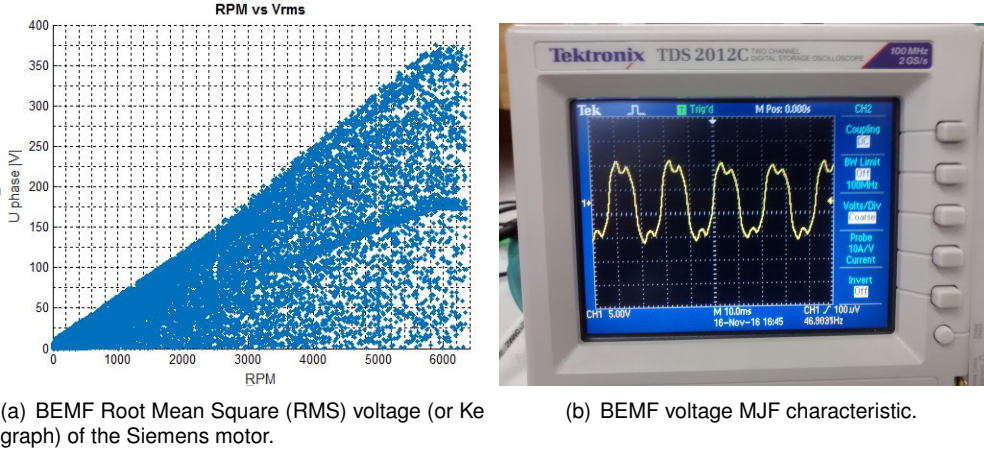 RPM vs Vrms
400
350
300
250
200
150
100
50
0
U phase |V|
0 1000 2000 3000 4000 5000 6000
RPM
(a) BEMF Root Mean Square (RMS) voltage (or Ke
graph) of the Siemens motor.
Tektronix TDS 2012C TWO CHANNEL DIGITAL STORAGE OSCILLOSCOPE
100 MHz
2 GS/s
Tek T Trig'd M Pos: 0.000s CH2
Coupling
DC
BW Limit
Off
100MHz
Volts/Div
Coarse
Probe
10A/V
Current
Invert
Off
1+
CH1 5.00V M 10.0ms CH1 / 100uV
16-Nov-16 16:45 46.9031Hz
(b) BEMF voltage MJF characteristic.